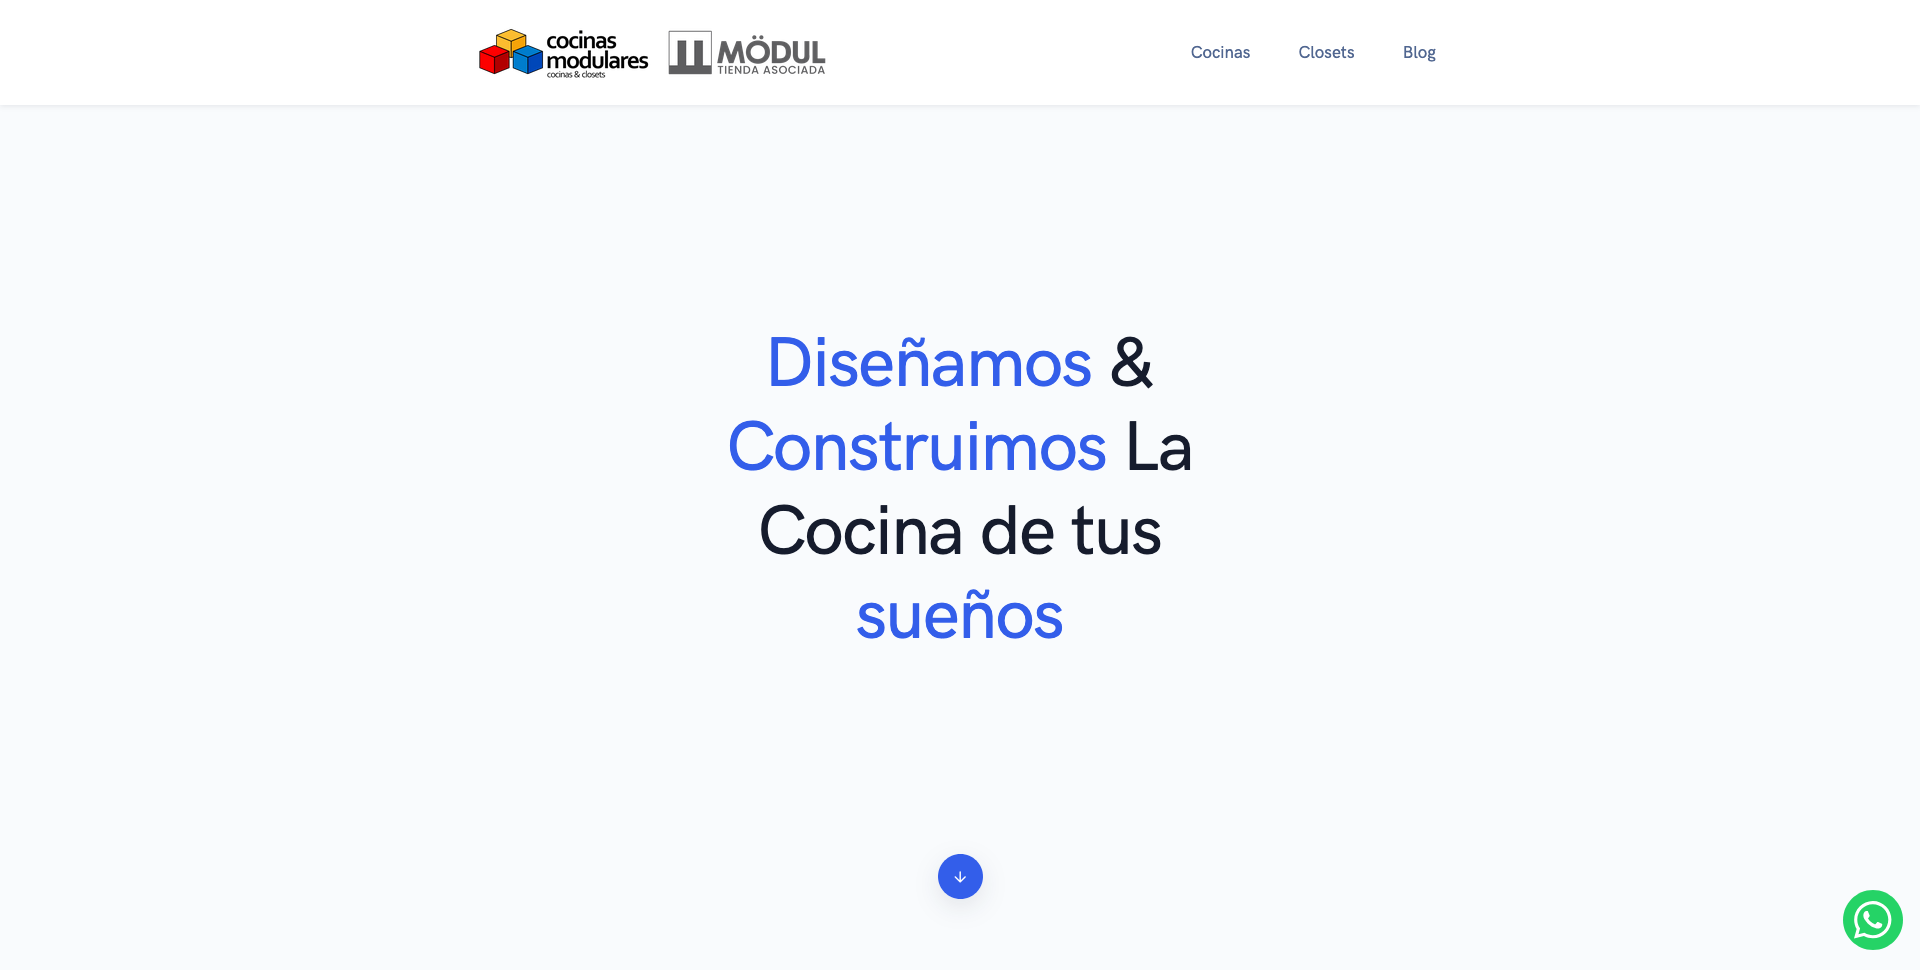 cocinas
modulares
cocinas & closets
MÖDUL
TIENDA ASOCIADA
Cocinas
Closets
Blog
Diseñamos &
Construimos La
Cocina de tus
sueños